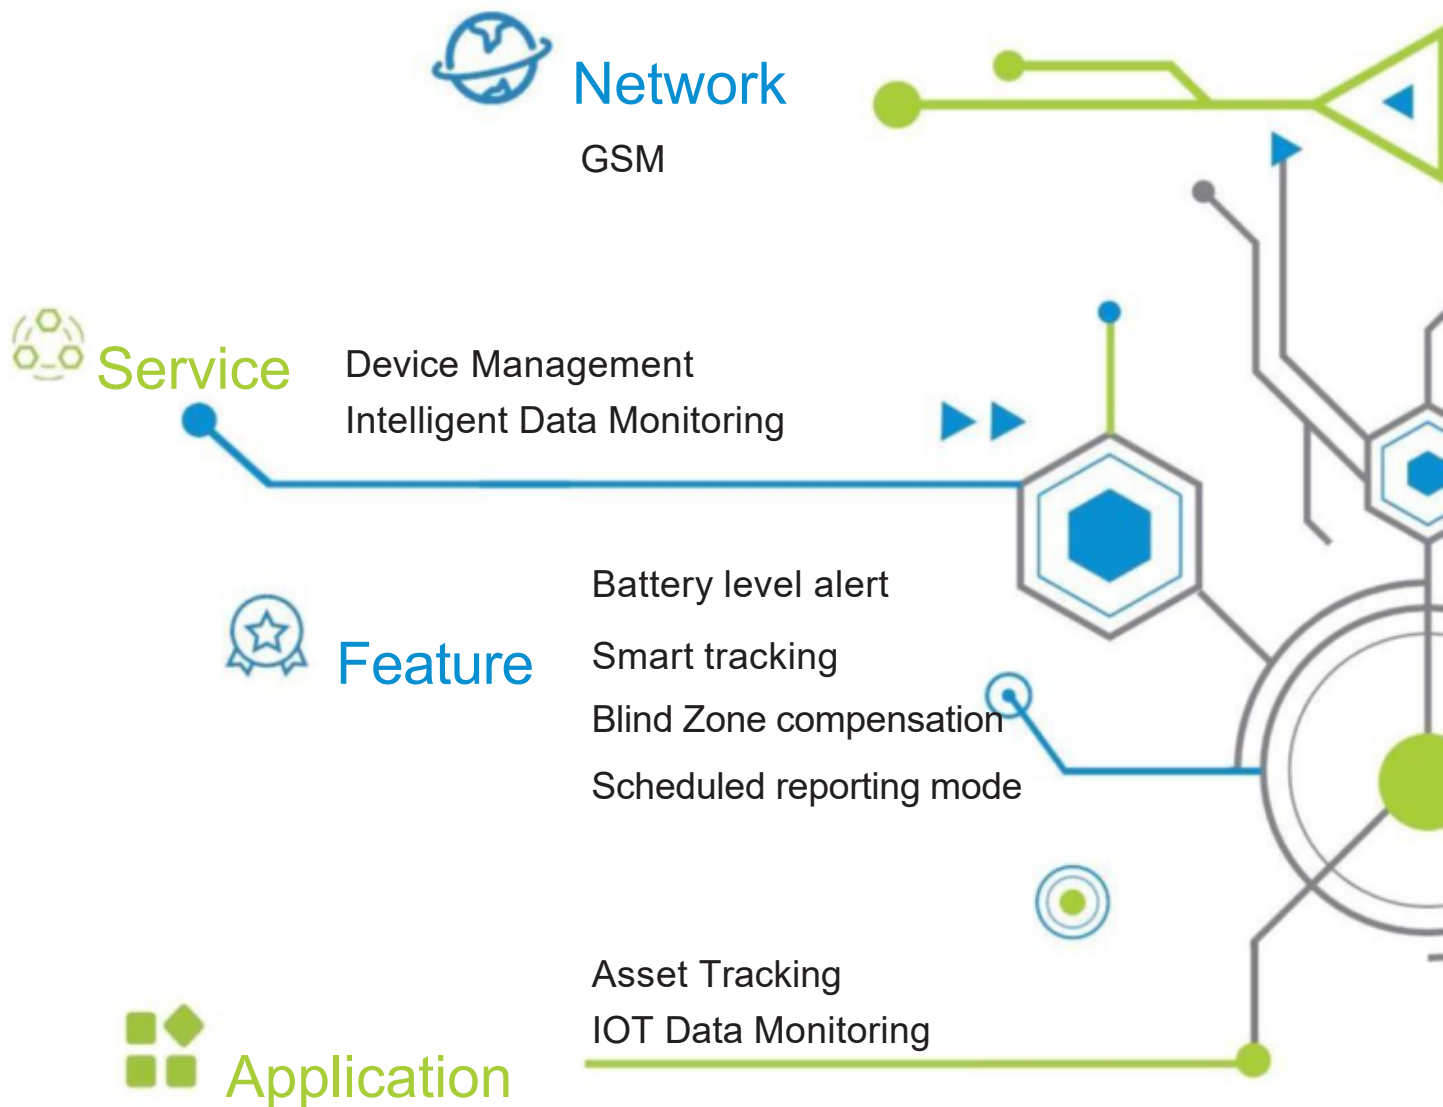 Network
GSM
Service
Device Management
Intelligent Data Monitoring
Feature
Battery level alert
Smart tracking
Blind Zone compensation
Scheduled reporting mode
Application
Asset Tracking
IOT Data Monitoring